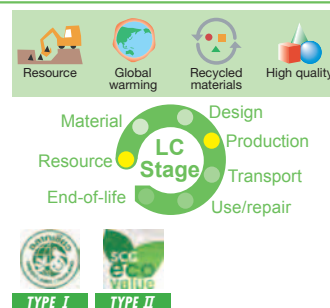 Resource
Global
warming
Recycled
materials
High quality
Material
Design
Resource
LC
Stage
Production
End-of-life
Transport
Use/repair
SCG
eco
value
TYPE I
TYPE II